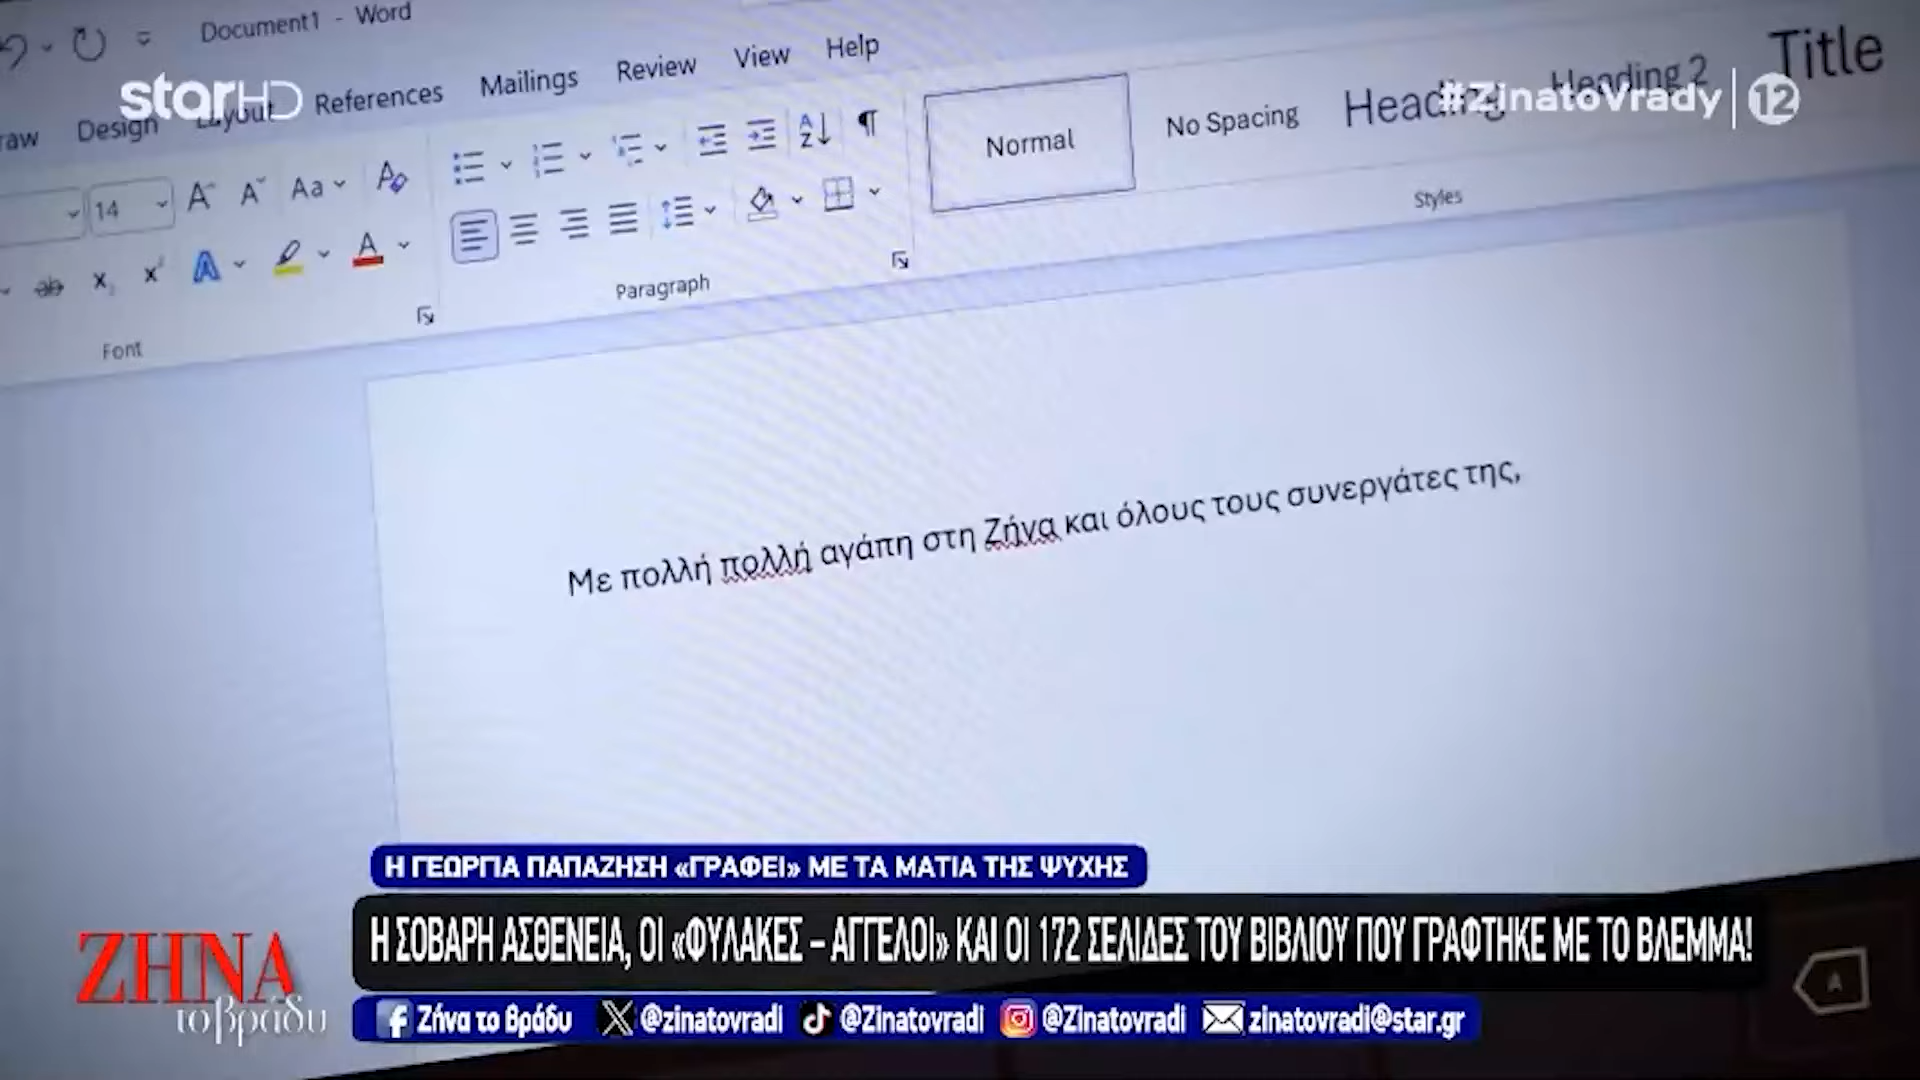 Document1 - Word
starHD
#ZinatoVrady | 12
Design
Layout
References
Mailings
Review
View
Help
14
Aa
Normal
No Spacing
Heading
Heading 2
Title
Font
Paragraph
Styles
Με πολλή πολλή αγάπη στη Ζήνα και όλους τους συνεργάτες της,
Η ΓΕΩΡΓΙΑ ΠΑΠΑΖΗΣΗ «ΓΡΑΦΕΙ» ΜΕ ΤΑ ΜΑΤΙΑ ΤΗΣ ΨΥΧΗΣ
Η ΣΟΒΑΡΗ ΑΣΘΕΝΕΙΑ, ΟΙ «ΦΥΛΑΚΕΣ – ΑΓΓΕΛΟΙ» ΚΑΙ ΟΙ 172 ΣΕΛΙΔΕΣ ΤΟΥ ΒΙΒΛΙΟΥ ΠΟΥ ΓΡΑΦΤΗΚΕ ΜΕ ΤΟ ΒΛΕΜΜΑ!
ΖΗΝΑ
το βράδυ
Ζήνα το βράδυ @zinatovradi @Zinatovradi @Zinatovradi zinatovradi@star.gr